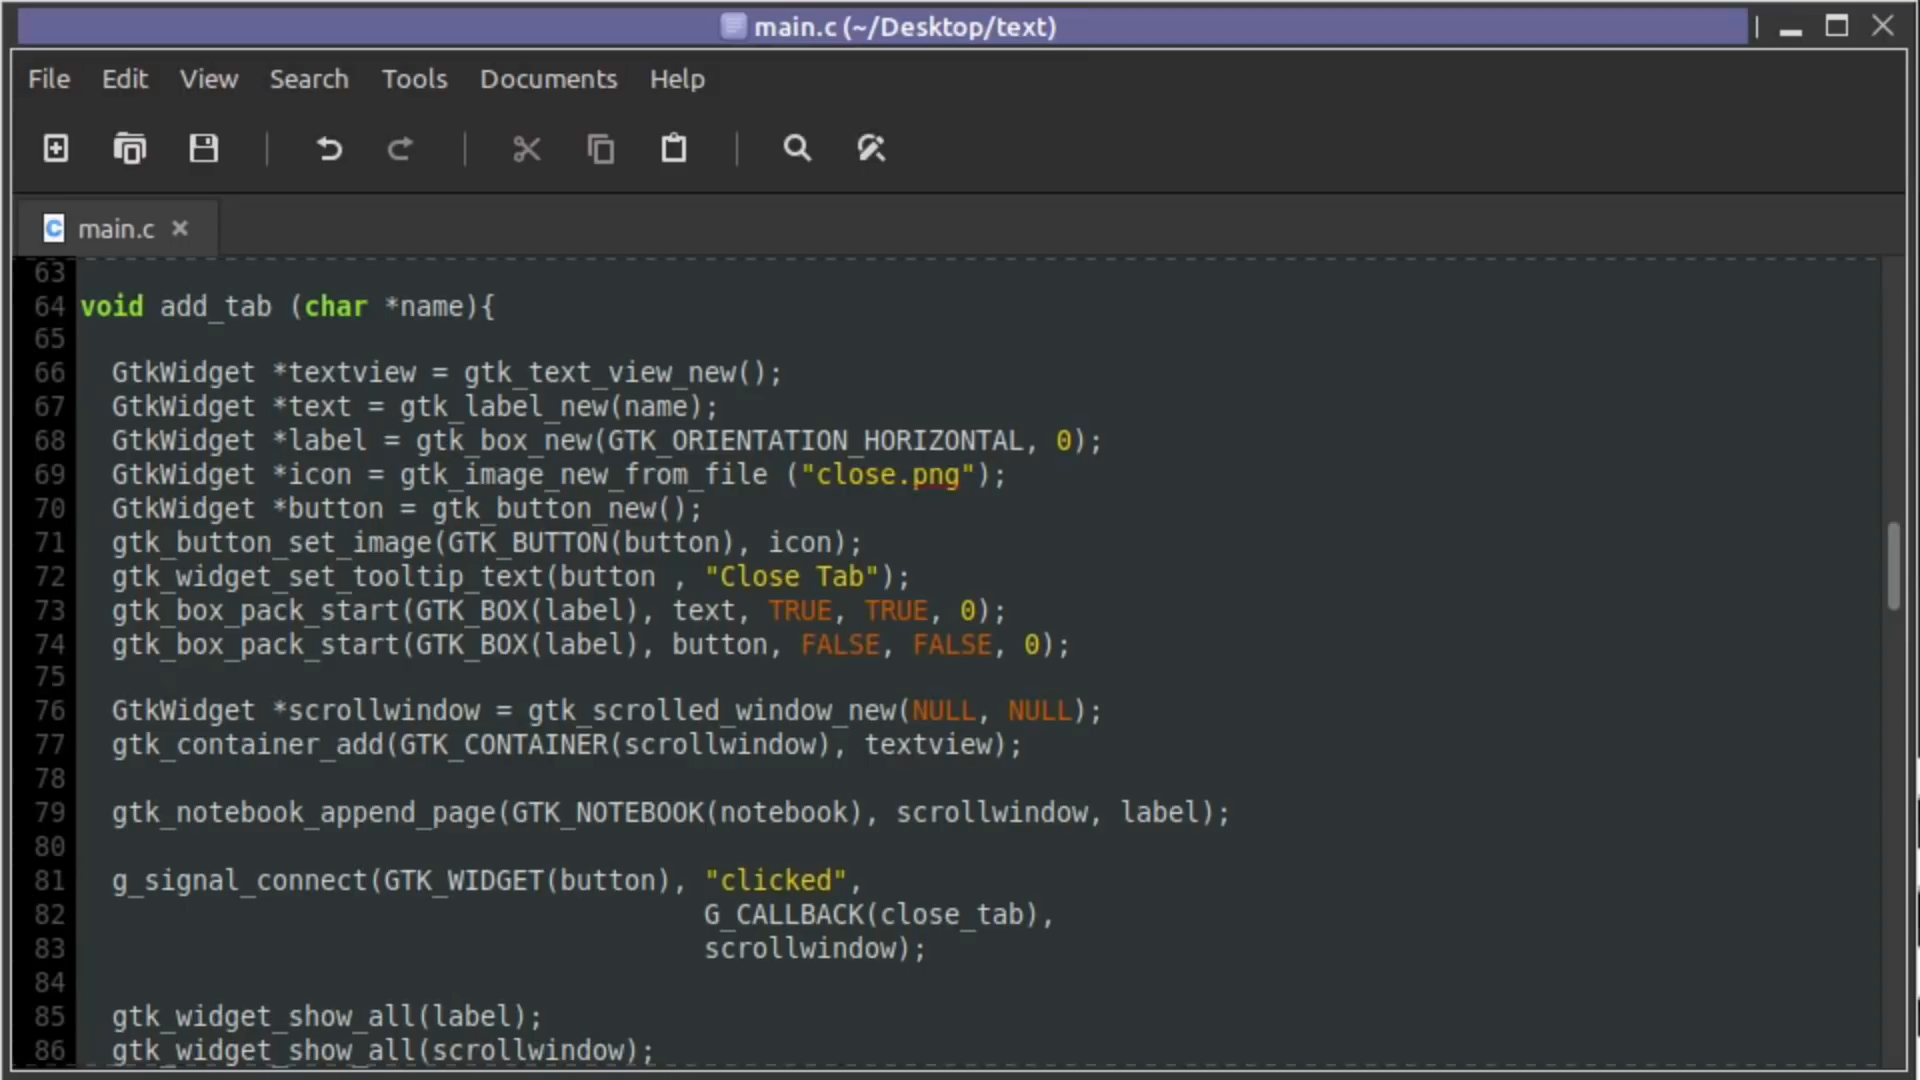 main.c (~/Desktop/text)
File Edit View Search Tools Documents Help
main.c
63
64 void add_tab (char *name){
65
66   GtkWidget *textview = gtk_text_view_new();
67   GtkWidget *text = gtk_label_new(name);
68   GtkWidget *label = gtk_box_new(GTK_ORIENTATION_HORIZONTAL, 0);
69   GtkWidget *icon = gtk_image_new_from_file ("close.png");
70   GtkWidget *button = gtk_button_new();
71   gtk_button_set_image(GTK_BUTTON(button), icon);
72   gtk_widget_set_tooltip_text(button , "Close Tab");
73   gtk_box_pack_start(GTK_BOX(label), text, TRUE, TRUE, 0);
74   gtk_box_pack_start(GTK_BOX(label), button, FALSE, FALSE, 0);
75
76   GtkWidget *scrollwindow = gtk_scrolled_window_new(NULL, NULL);
77   gtk_container_add(GTK_CONTAINER(scrollwindow), textview);
78
79   gtk_notebook_append_page(GTK_NOTEBOOK(notebook), scrollwindow, label);
80
81   g_signal_connect(GTK_WIDGET(button), "clicked",
82                                        G_CALLBACK(close_tab),
83                                        scrollwindow);
84
85   gtk_widget_show_all(label);
86   gtk_widget_show_all(scrollwindow);